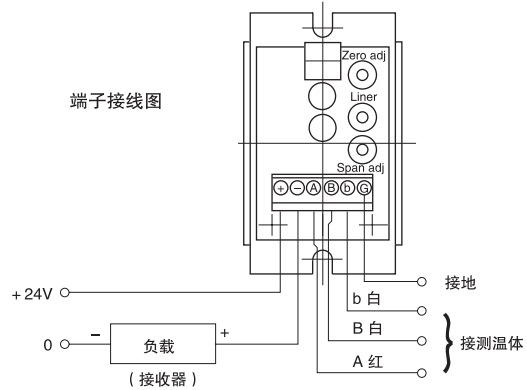 Zero adj
端子接线图
Liner
Span adj
+ − A B b G
接地
+24V
b 白
B 白
接测温体
0
−
负载
+
A 红
(接收器)